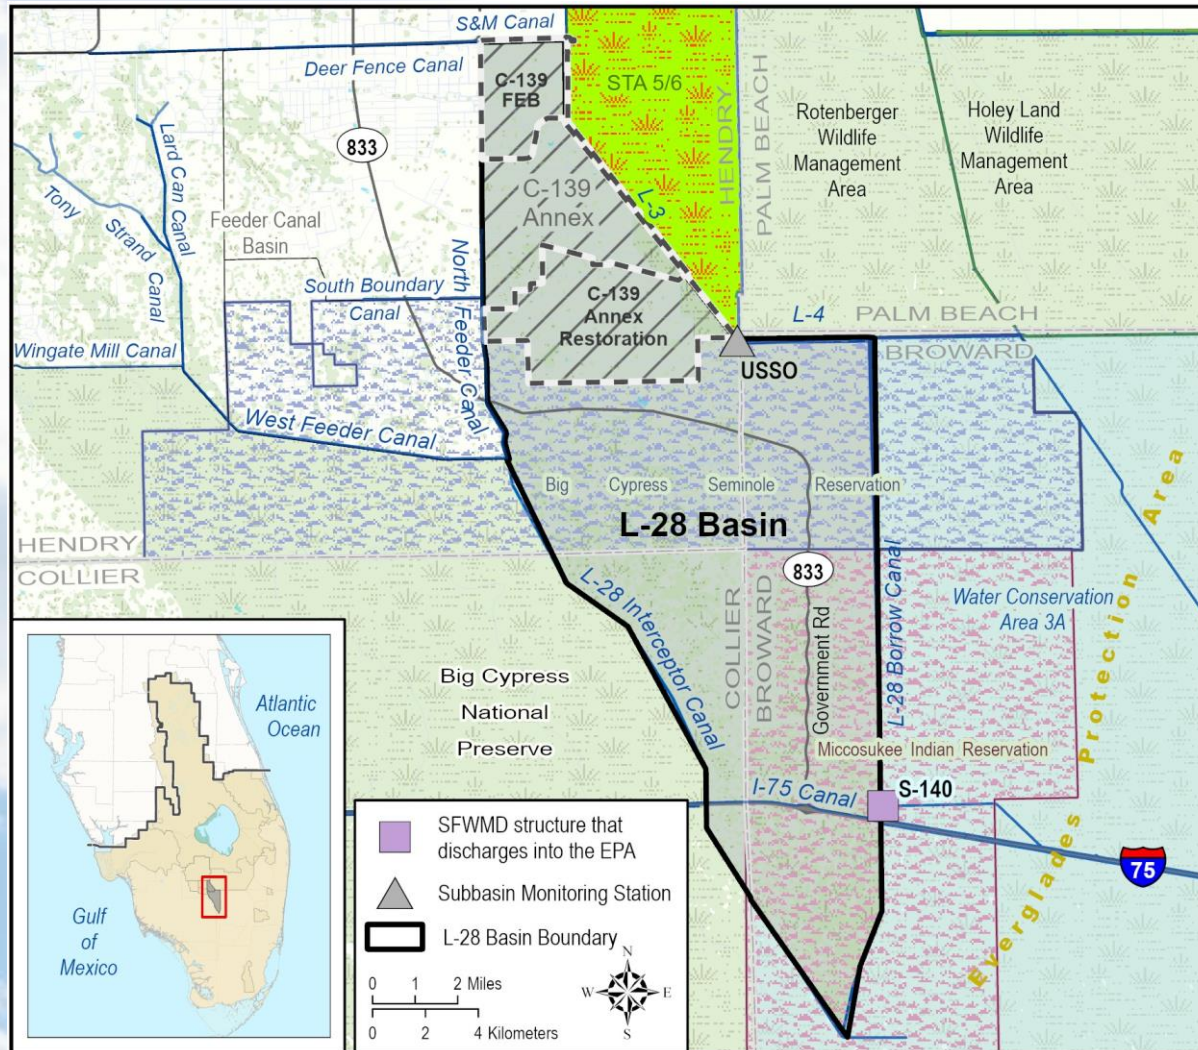 S&M Canal
Deer Fence Canal
C-139
FEB
STA 5/6
HENDRY
PALM BEACH
Rotenberger
Wildlife
Management
Area
Holey Land
Wildlife
Management
Area
833
Lard Can Canal
Tony Strand Canal
Feeder Canal
Basin
C-139
Annex
L-3
North Feeder Canal
South Boundary
Canal
C-139
Annex
Restoration
L-4
PALM BEACH
BROWARD
Wingate Mill Canal
USSO
West Feeder Canal
Big Cypress Seminole Reservation
L-28 Basin
HENDRY
COLLIER
833
L-28 Interceptor Canal
COLLIER
BROWARD
Government Rd
L-28 Borrow Canal
Water Conservation
Area 3A
Everglades Protection Area
Big Cypress
National
Preserve
Miccosukee Indian Reservation
I-75 Canal
S-140
75
Atlantic
Ocean
Gulf
of
Mexico
SFWMD structure that
discharges into the EPA
Subbasin Monitoring Station
L-28 Basin Boundary
0 1 2 Miles
0 2 4 Kilometers
N
W E
S